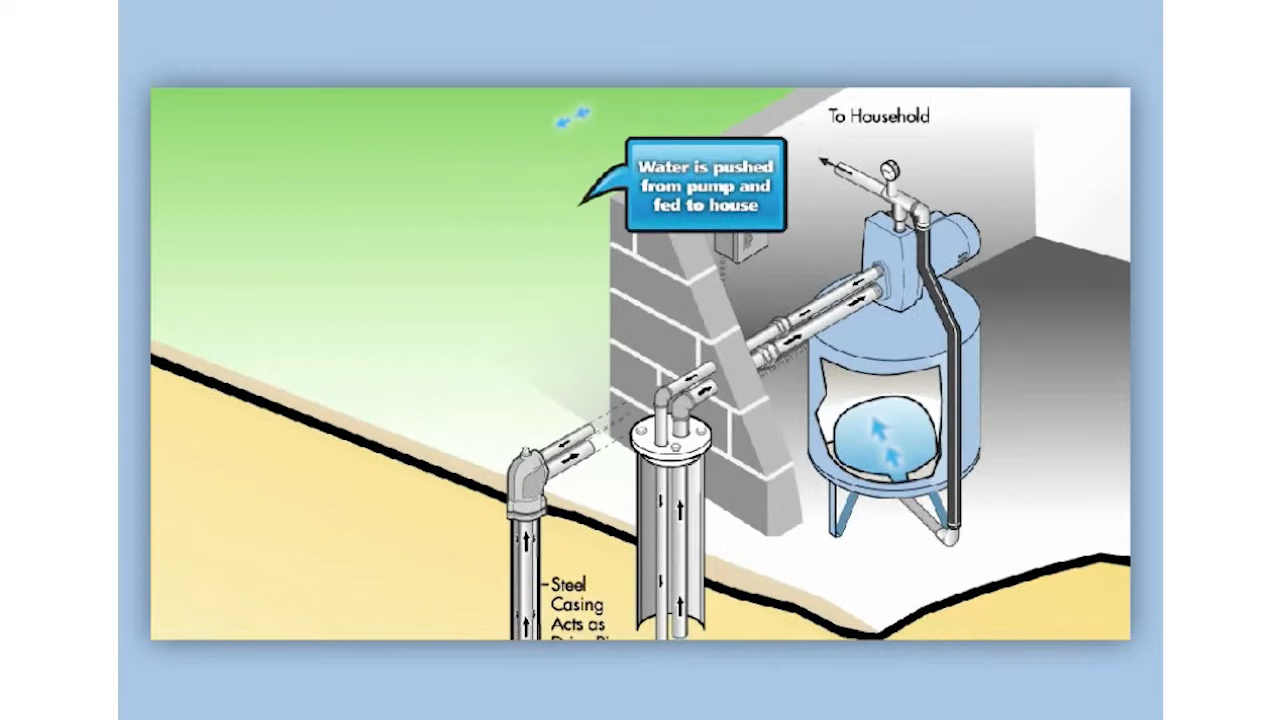 To Household
Water is pushed
from pump and
fed to house
Steel
Casing
Acts as